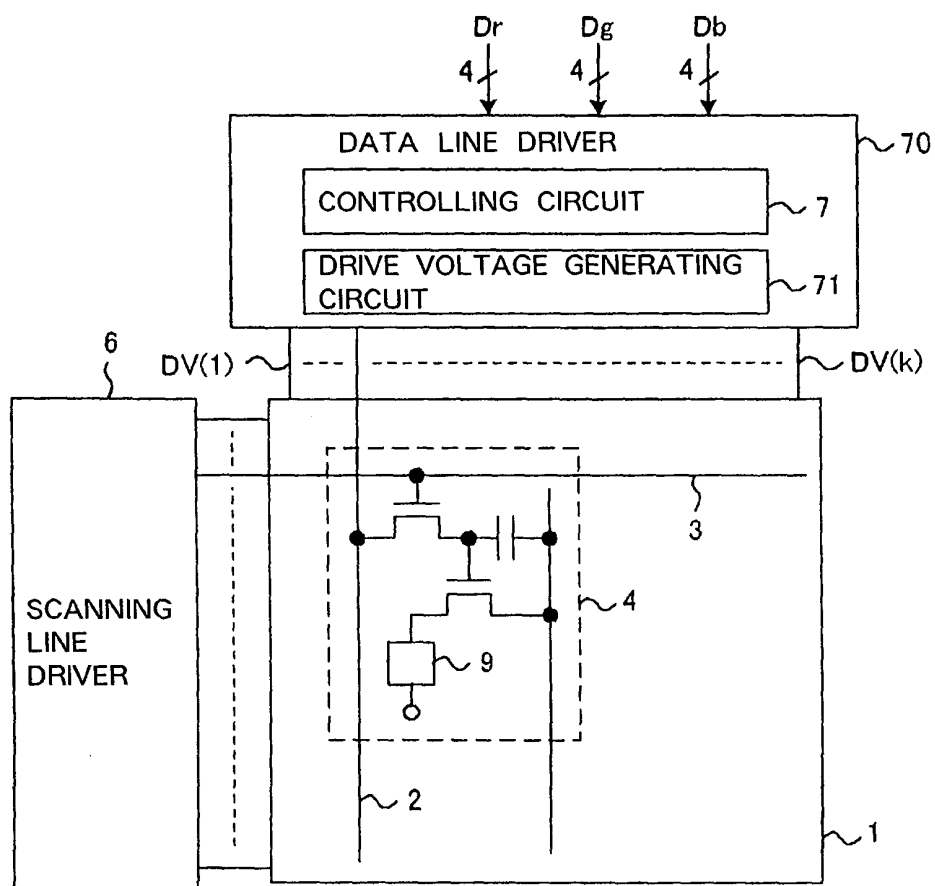 Dr Dg Db
4 4 4
DATA LINE DRIVER
70
CONTROLLING CIRCUIT
7
DRIVE VOLTAGE GENERATING
CIRCUIT
71
6
DV(1)
DV(k)
3
SCANNING
LINE
DRIVER
4
9
2
1